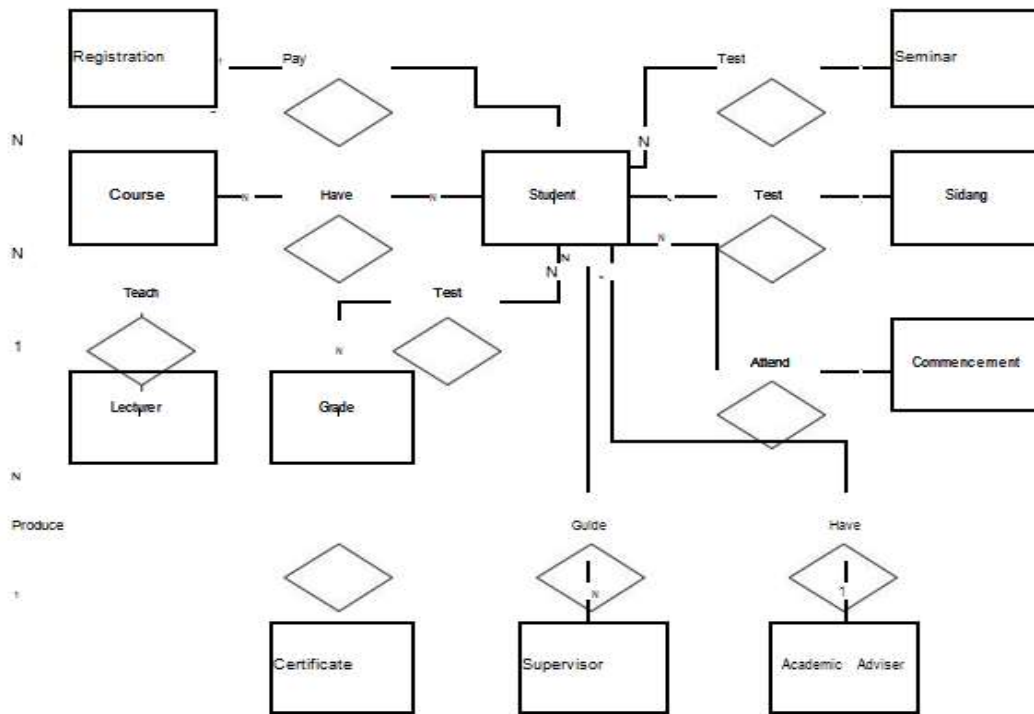 Registration
Pay
Test
Seminar
N
N
Course
N
Have
N
Student
Test
Sidang
N
N
N
N
Teach
Test
1
N
Attend
Commencement
Lecturer
Grade
N
Produce
Guide
Have
1
N
1
Certificate
Supervisor
Academic Adviser